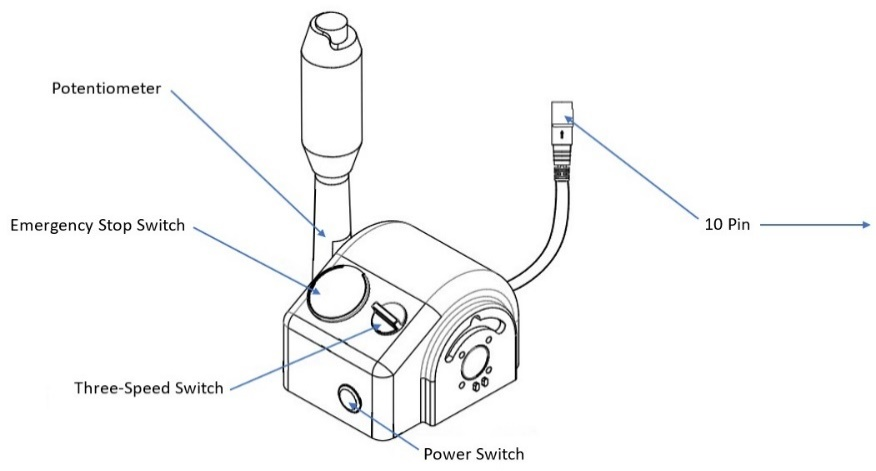 Potentiometer
Emergency Stop Switch
10 Pin
Three-Speed Switch
Power Switch